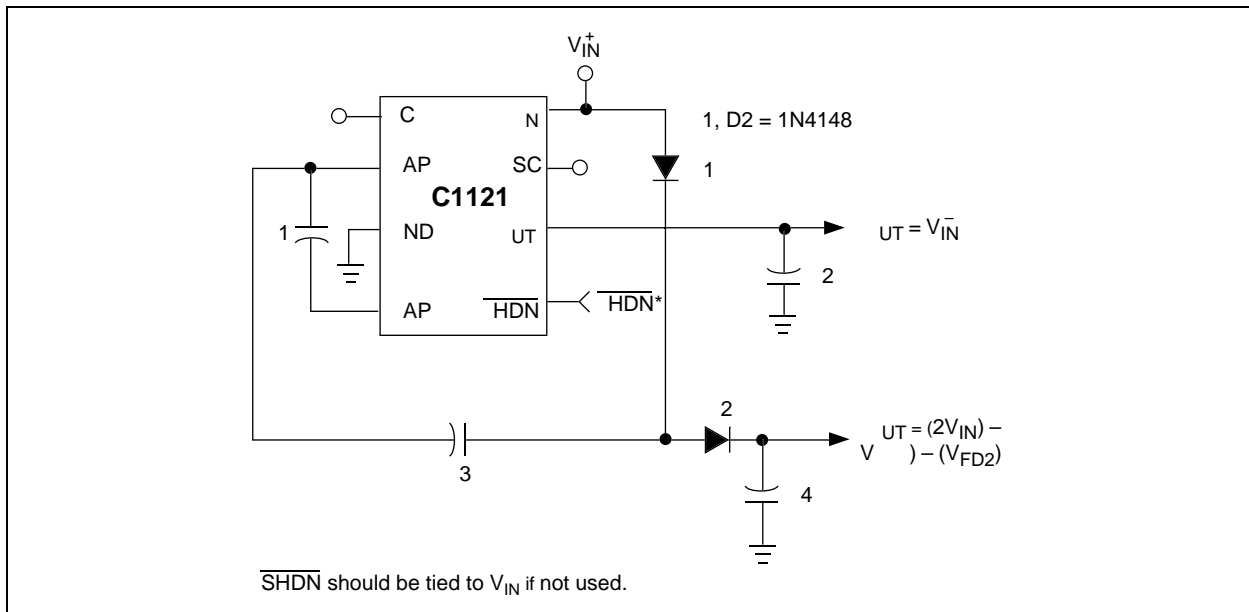 V+IN
C
N
1, D2 = 1N4148
AP
SC
1
C1121
1
ND
UT
UT = V–IN
2
AP
HDN
HDN*
2
UT = (2VIN) –
V
) – (VFD2)
3
4
SHDN should be tied to VIN if not used.